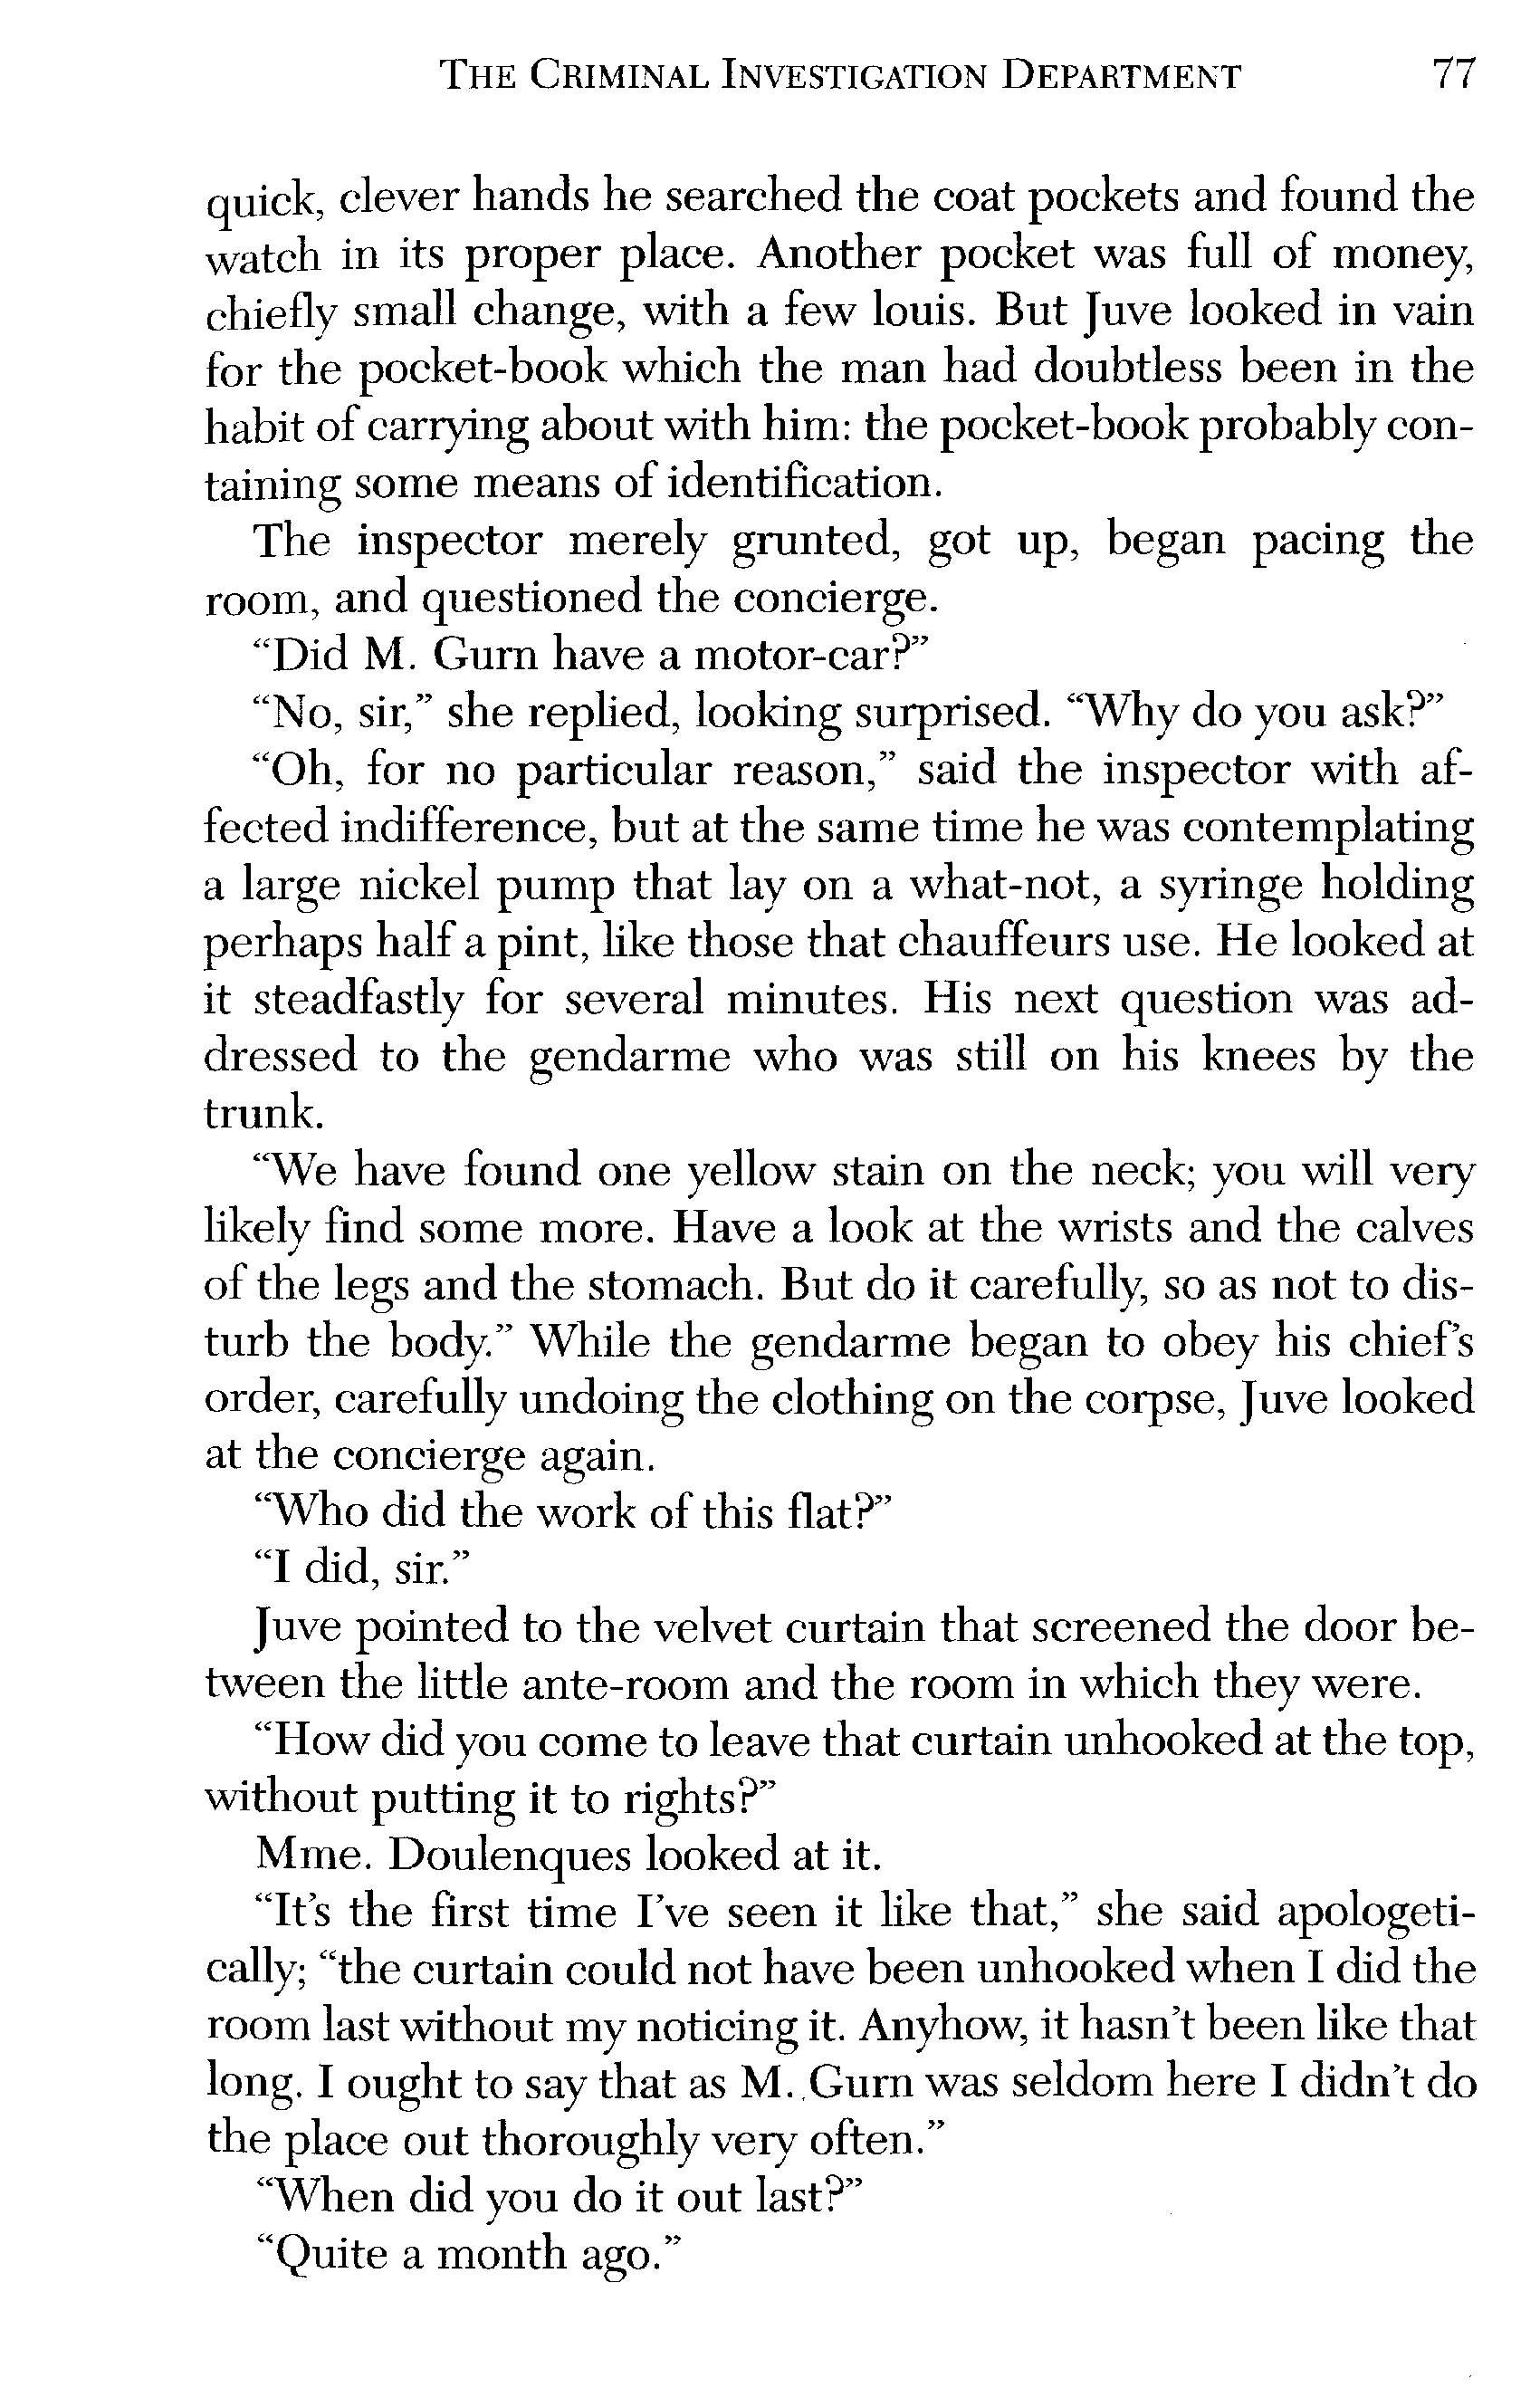 THE CRIMINAL INVESTIGATION DEPARTMENT 77
quick, clever hands he searched the coat pockets and found the
watch in its proper place. Another pocket was full of money,
chiefly small change, with a few louis. But Juve looked in vain
for the pocket-book which the man had doubtless been in the
habit of carrying about with him: the pocket-book probably con-
taining some means of identification.
The inspector merely grunted, got up, began pacing the
room, and questioned the concierge.
“Did M. Gurn have a motor-car?”
“No, sir,” she replied, looking surprised. “Why do you ask?”
“Oh, for no particular reason,” said the inspector with af-
fected indifference, but at the same time he was contemplating
a large nickel pump that lay on a what-not, a syringe holding
perhaps half a pint, like those that chauffeurs use. He looked at
it steadfastly for several minutes. His next question was ad-
dressed to the gendarme who was still on his knees by the
trunk.
“We have found one yellow stain on the neck; you will very
likely find some more. Have a look at the wrists and the calves
of the legs and the stomach. But do it carefully, so as not to dis-
turb the body.” While the gendarme began to obey his chief’s
order, carefully undoing the clothing on the corpse, Juve looked
at the concierge again.
“Who did the work of this flat?”
“I did, sir.”
Juve pointed to the velvet curtain that screened the door be-
tween the little ante-room and the room in which they were.
“How did you come to leave that curtain unhooked at the top,
without putting it to rights?”
Mme. Doulenques looked at it.
“It’s the first time I’ve seen it like that,” she said apologeti-
cally; “the curtain could not have been unhooked when I did the
room last without my noticing it. Anyhow, it hasn’t been like that
long. I ought to say that as M. Gurn was seldom here I didn’t do
the place out thoroughly very often.”
“When did you do it out last?”
“Quite a month ago.”